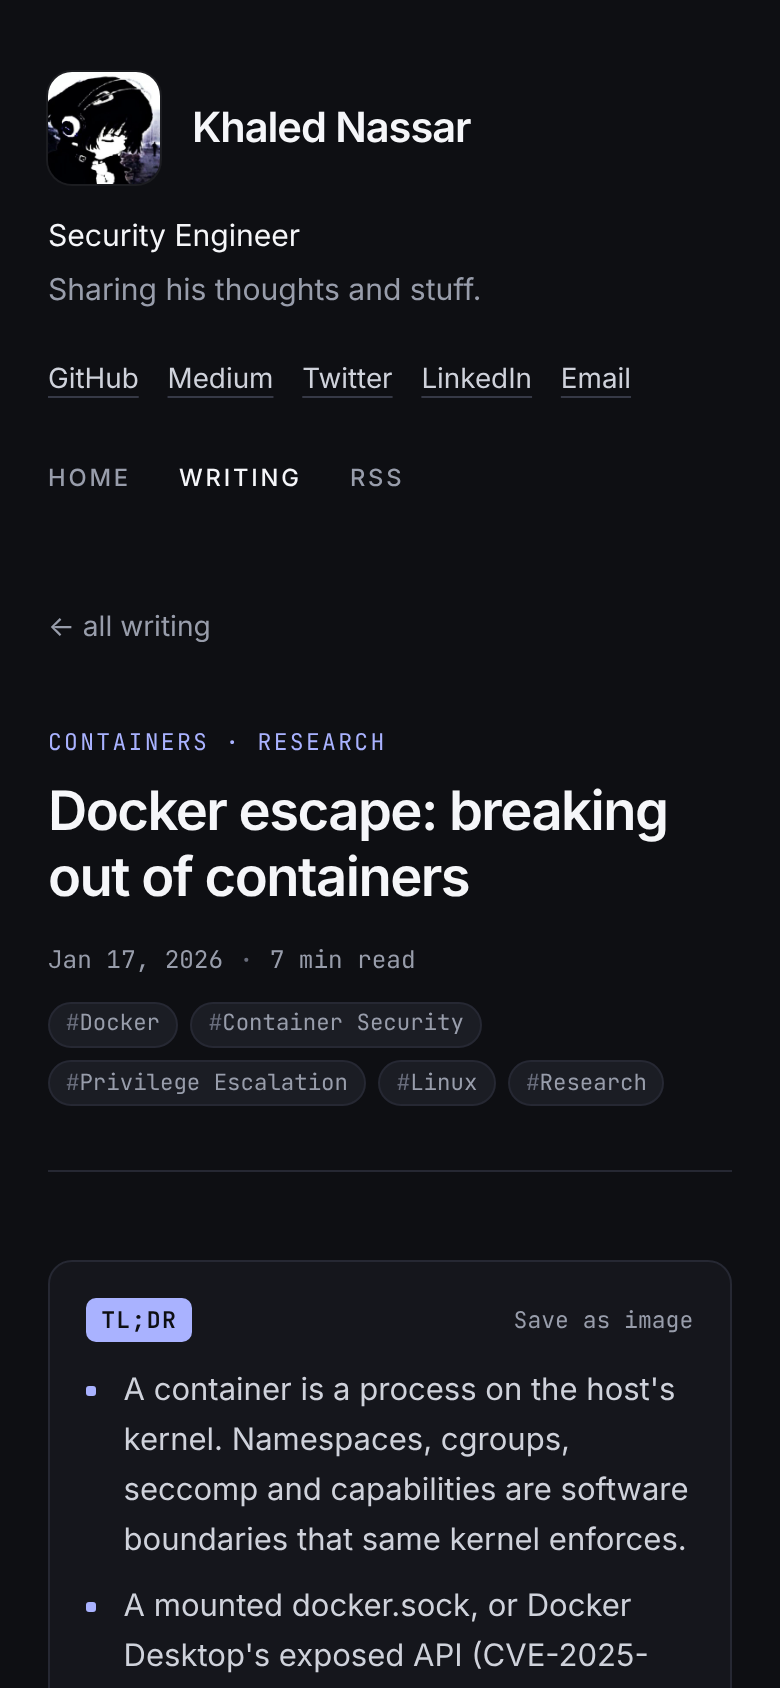 Khaled Nassar
Security Engineer
Sharing his thoughts and stuff.
GitHub Medium Twitter LinkedIn Email
HOME WRITING RSS
← all writing
CONTAINERS · RESEARCH
Docker escape: breaking
out of containers
Jan 17, 2026 · 7 min read
#Docker #Container Security
#Privilege Escalation #Linux #Research
TL;DR Save as image
▪ A container is a process on the host's
kernel. Namespaces, cgroups,
seccomp and capabilities are software
boundaries that same kernel enforces.
▪ A mounted docker.sock, or Docker
Desktop's exposed API (CVE-2025-